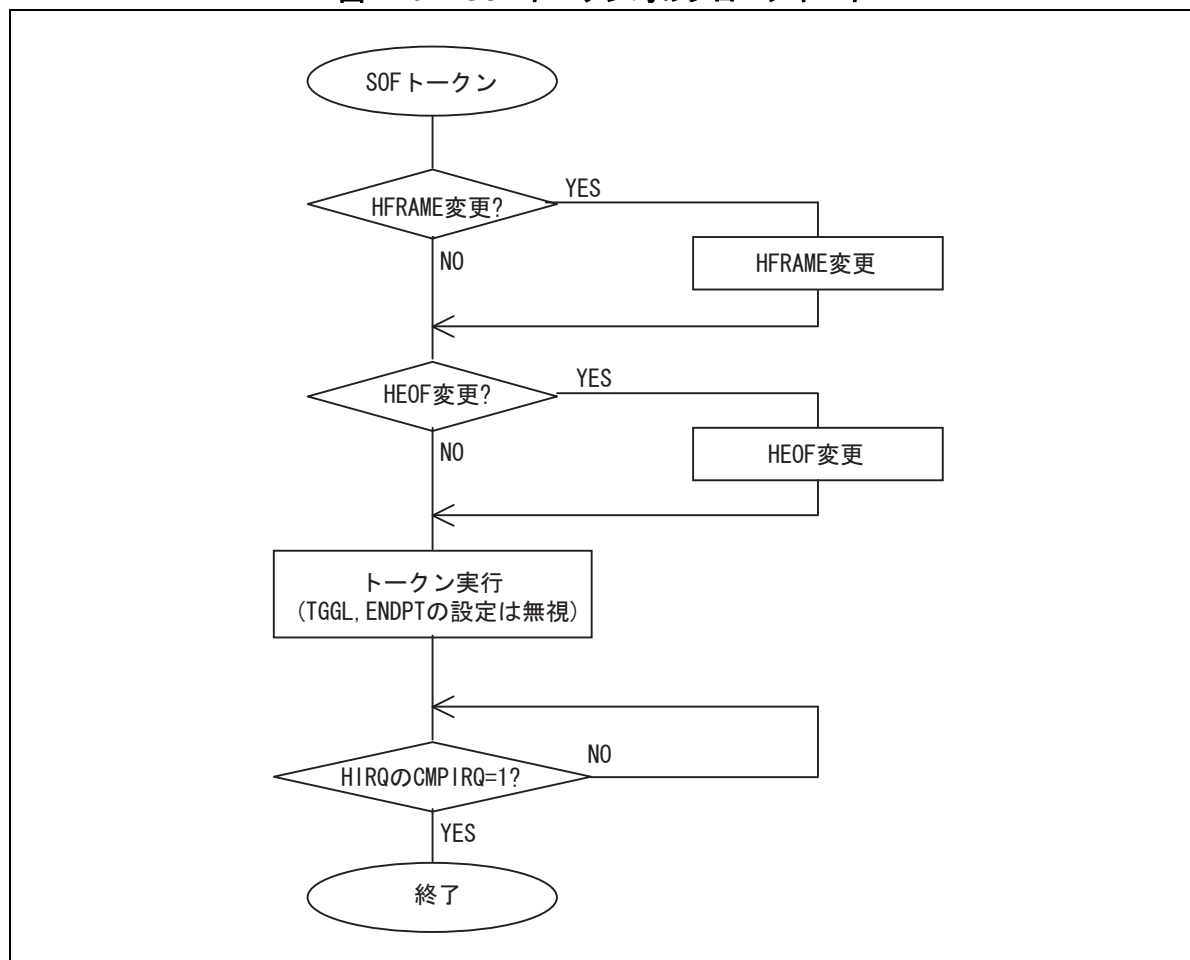 SOFトークン
HFRAME変更?
YES
HFRAME変更
NO
HEOF変更?
YES
HEOF変更
NO
トークン実行
(TGGL,ENDPTの設定は無視)
HIRQのCMPIRQ=1?
NO
YES
終了